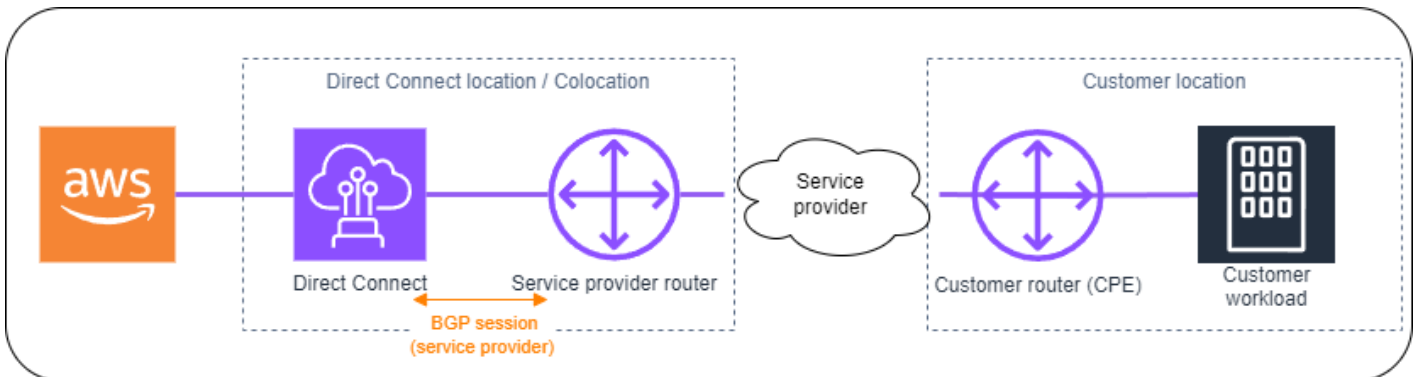 Direct Connect location / Colocation
Customer location
aws
Service
provider
Direct Connect
Service provider router
Customer router (CPE)
Customer
workload
BGP session
(service provider)